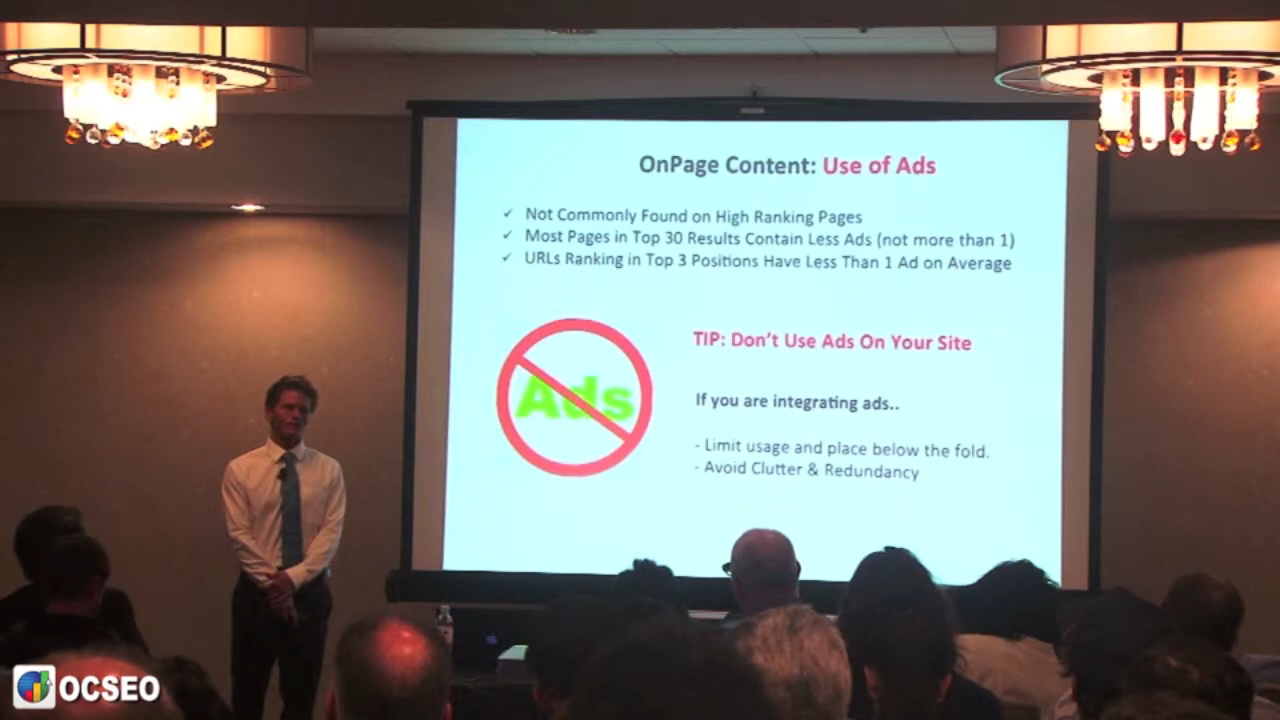 OnPage Content: Use of Ads
✓ Not Commonly Found on High Ranking Pages
✓ Most Pages in Top 30 Results Contain Less Ads (not more than 1)
✓ URLs Ranking in Top 3 Positions Have Less Than 1 Ad on Average
Ads
TIP: Don't Use Ads On Your Site
If you are integrating ads..
- Limit usage and place below the fold.
- Avoid Clutter & Redundancy
OCSEO